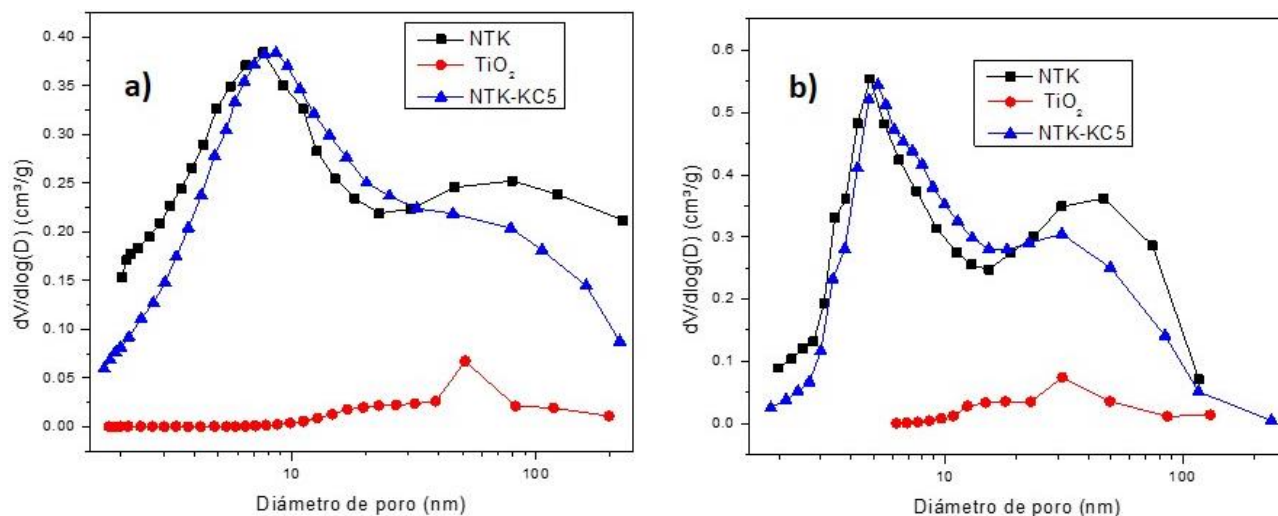 a)
NTK
TiO₂
NTK-KC5
dV/dlog(D) (cm³/g)
0.40
0.35
0.30
0.25
0.20
0.15
0.10
0.05
0.00
10
100
Diámetro de poro (nm)
b)
NTK
TiO₂
NTK-KC5
dV/dlog(D) (cm³/g)
0.6
0.5
0.4
0.3
0.2
0.1
0.0
10
100
Diámetro de poro (nm)